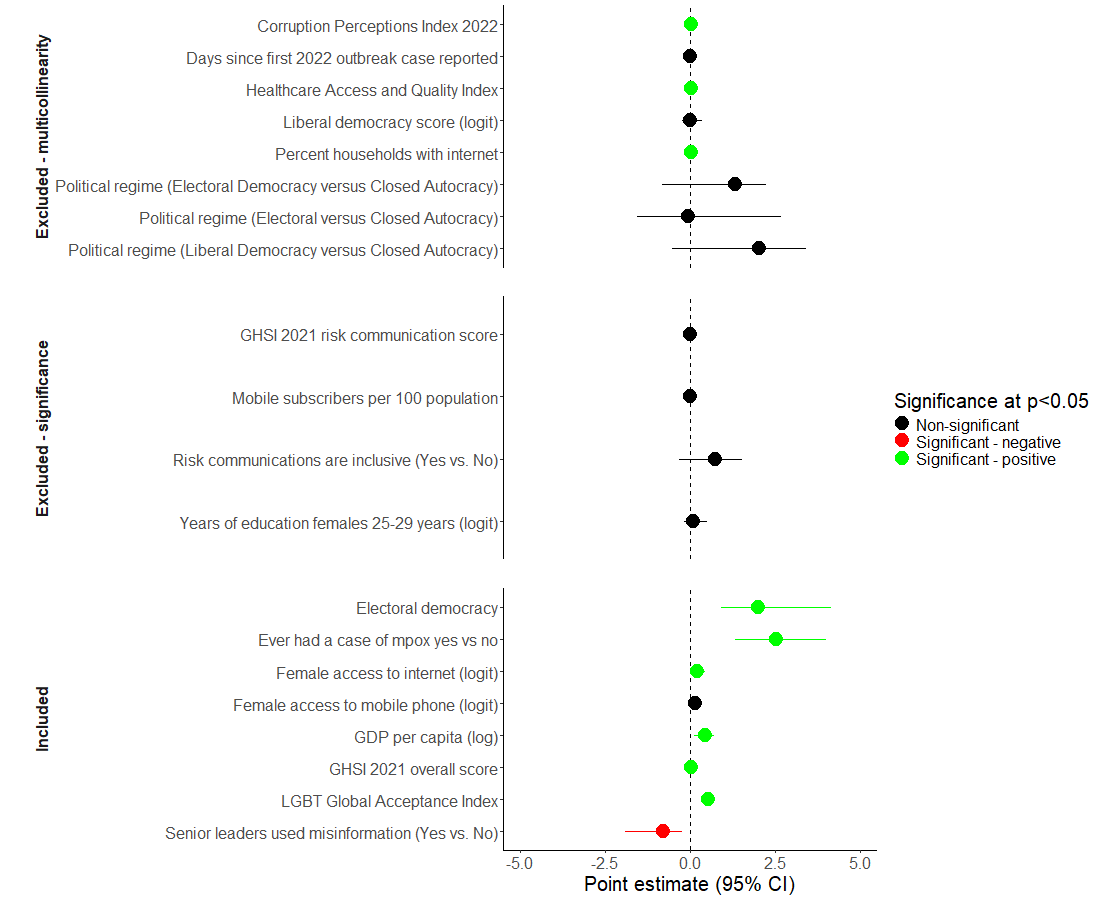 Excluded - multicollinearity
Corruption Perceptions Index 2022
Days since first 2022 outbreak case reported
Healthcare Access and Quality Index
Liberal democracy score (logit)
Percent households with internet
Political regime (Electoral Democracy versus Closed Autocracy)
Political regime (Electoral versus Closed Autocracy)
Political regime (Liberal Democracy versus Closed Autocracy)
Excluded - significance
GHSI 2021 risk communication score
Mobile subscribers per 100 population
Risk communications are inclusive (Yes vs. No)
Years of education females 25-29 years (logit)
Included
Electoral democracy
Ever had a case of mpox yes vs no
Female access to internet (logit)
Female access to mobile phone (logit)
GDP per capita (log)
GHSI 2021 overall score
LGBT Global Acceptance Index
Senior leaders used misinformation (Yes vs. No)
-5.0 -2.5 0.0 2.5 5.0
Point estimate (95% CI)
Significance at p<0.05
Non-significant
Significant - negative
Significant - positive